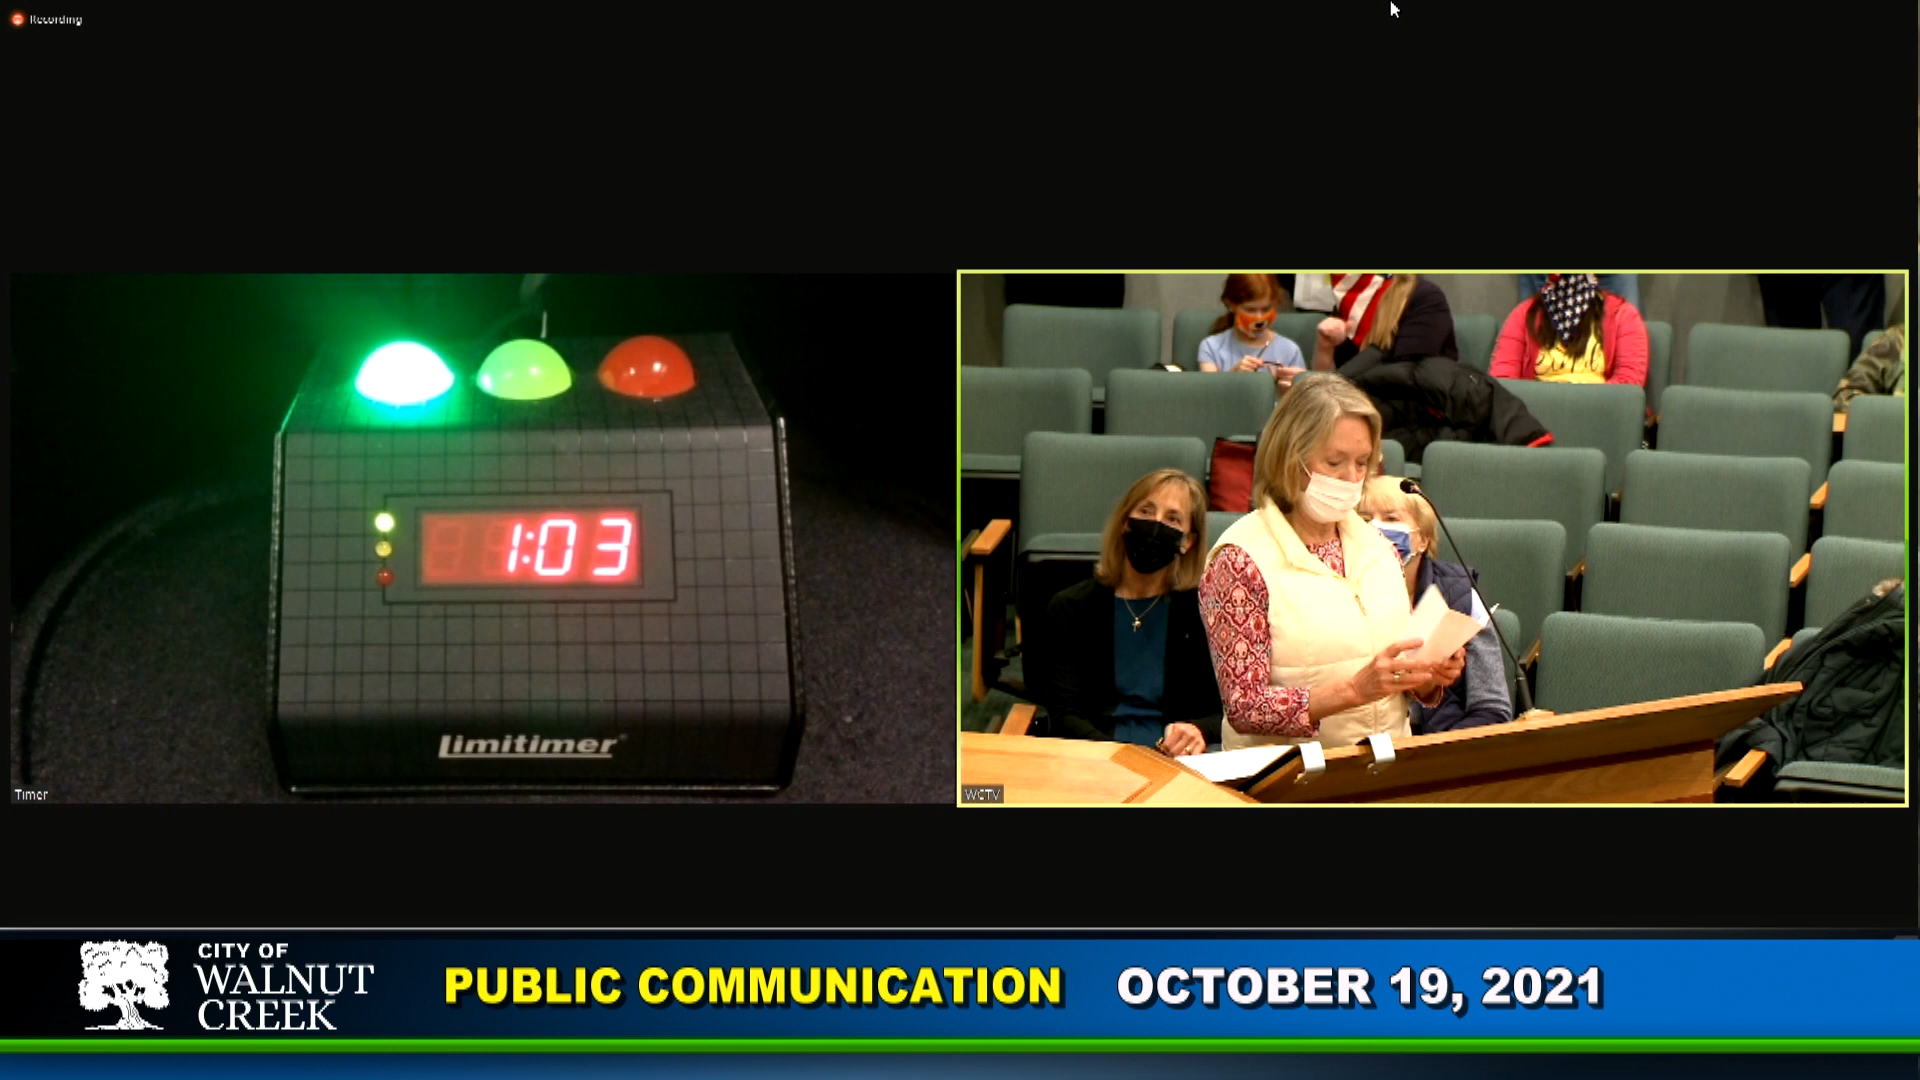 Recording
1:03
Limitimer
Timer
WCTV
CITY OF
WALNUT
CREEK
PUBLIC COMMUNICATION
OCTOBER 19, 2021